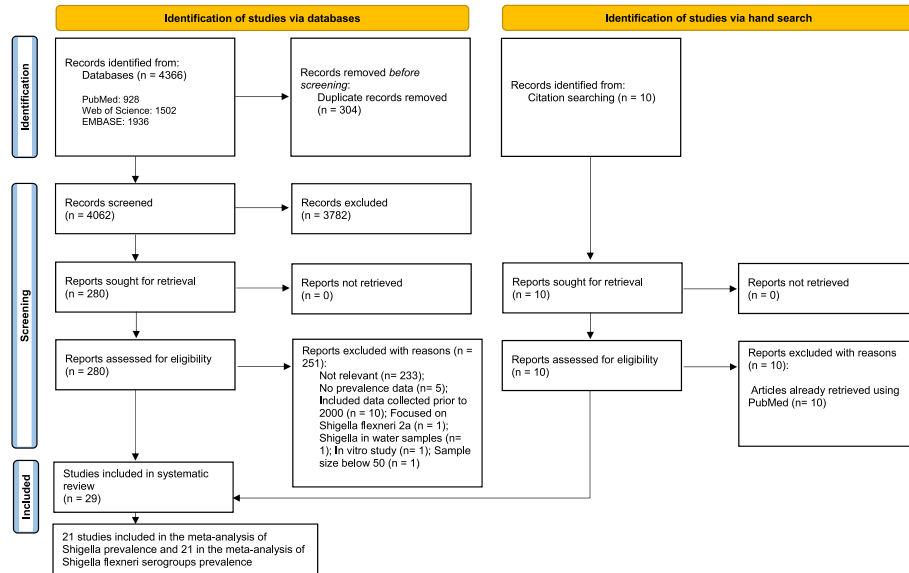 Identification of studies via databases
Identification of studies via hand search
Identification
Records identified from:
Databases (n = 4366)
PubMed: 928
Web of Science: 1502
EMBASE: 1936
Records removed before
screening:
Duplicate records removed
(n = 304)
Records identified from:
Citation searching (n = 10)
Screening
Records screened
(n = 4062)
Records excluded
(n = 3782)
Reports sought for retrieval
(n = 280)
Reports not retrieved
(n = 0)
Reports sought for retrieval
(n = 10)
Reports not retrieved
(n = 0)
Reports assessed for eligibility
(n = 280)
Reports excluded with reasons (n =
251):
Not relevant (n= 233);
No prevalence data (n= 5);
Included data collected prior to
2000 (n = 10); Focused on
Shigella flexneri 2a (n = 1);
Shigella in water samples (n=
1); In vitro study (n= 1); Sample
size below 50 (n = 1)
Reports assessed for eligibility
(n = 10)
Reports excluded with reasons
(n = 10):
Articles already retrieved using
PubMed (n= 10)
Included
Studies included in systematic
review
(n = 29)
21 studies included in the meta-analysis of
Shigella prevalence and 21 in the meta-analysis of
Shigella flexneri serogroups prevalence